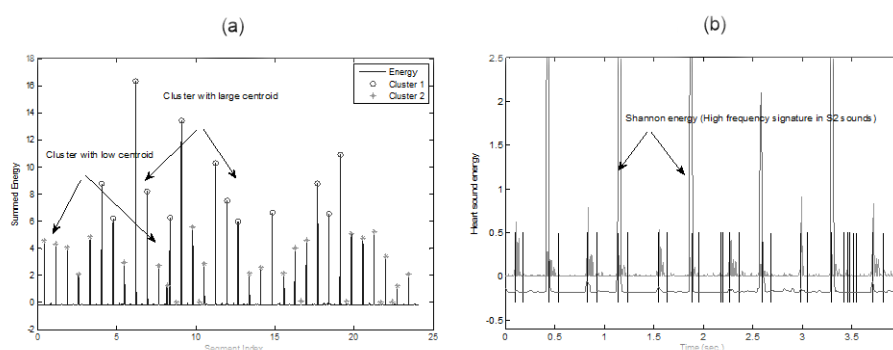 (a)
18
16
14
12
10
8
6
4
2
0
-2
Summed Energy
Energy
Cluster 1
Cluster 2
Cluster with large centroid
Cluster with low centroid
0
5
10
15
20
25
Segment Index
(b)
2.5
2
1.5
1
0.5
0
-0.5
Heart sound energy
Shannon energy (High frequency signature in S2 sounds)
0
0.5
1
1.5
2
2.5
3
3.5
Time (sec.)